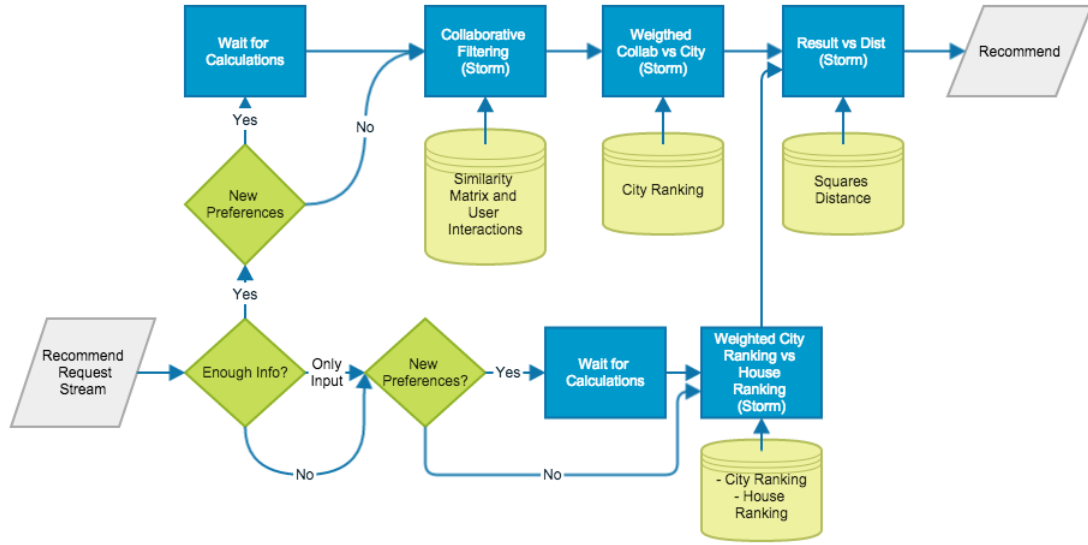 Wait for
Calculations
Collaborative
Filtering
(Storm)
Weigthed
Collab vs City
(Storm)
Result vs Dist
(Storm)
Recommend
Yes
No
New
Preferences
Similarity
Matrix and
User
Interactions
City Ranking
Squares
Distance
Yes
Recommend
Request
Stream
Enough Info?
Only
Input
New
Preferences?
Yes
Wait for
Calculations
Weighted City
Ranking vs
House
Ranking
(Storm)
No
No
- City Ranking
- House
Ranking